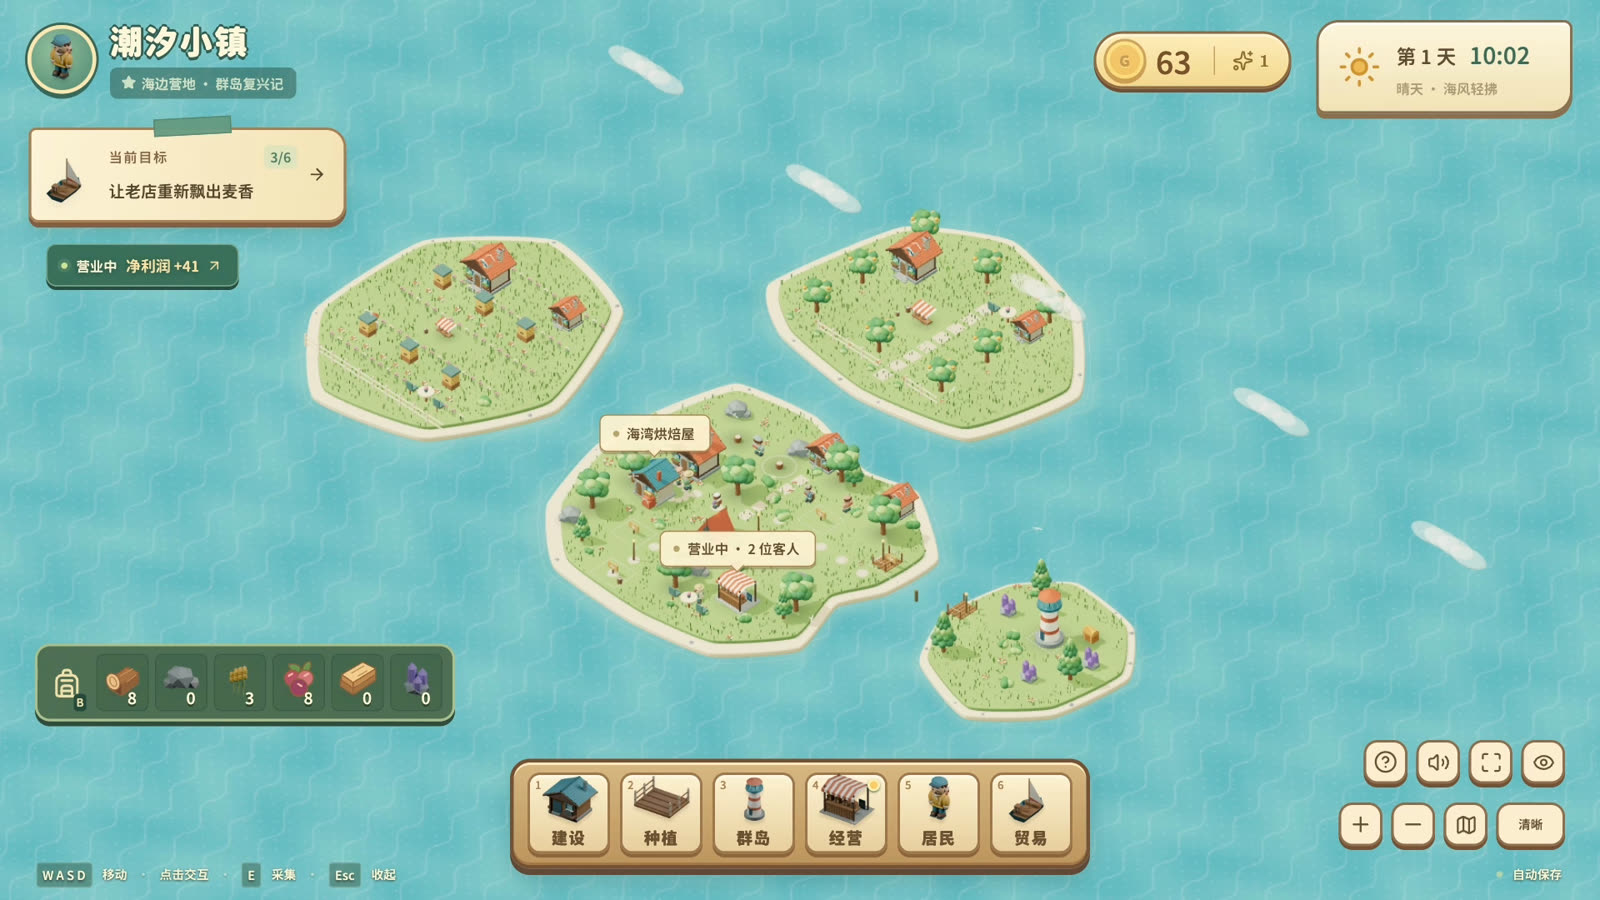 潮汐小镇
海边营地 · 群岛复兴记
G 63 1
第 1 天 10:02
晴天 · 海风轻拂
当前目标 3/6
让老店重新飘出麦香
营业中 净利润 +41
海湾烘焙屋
营业中 · 2 位客人
B 8 0 3 8 0 0
1 建设
2 种植
3 群岛
4 经营
5 居民
6 贸易
清晰
WASD 移动 · 点击交互 · E 采集 · Esc 收起
自动保存